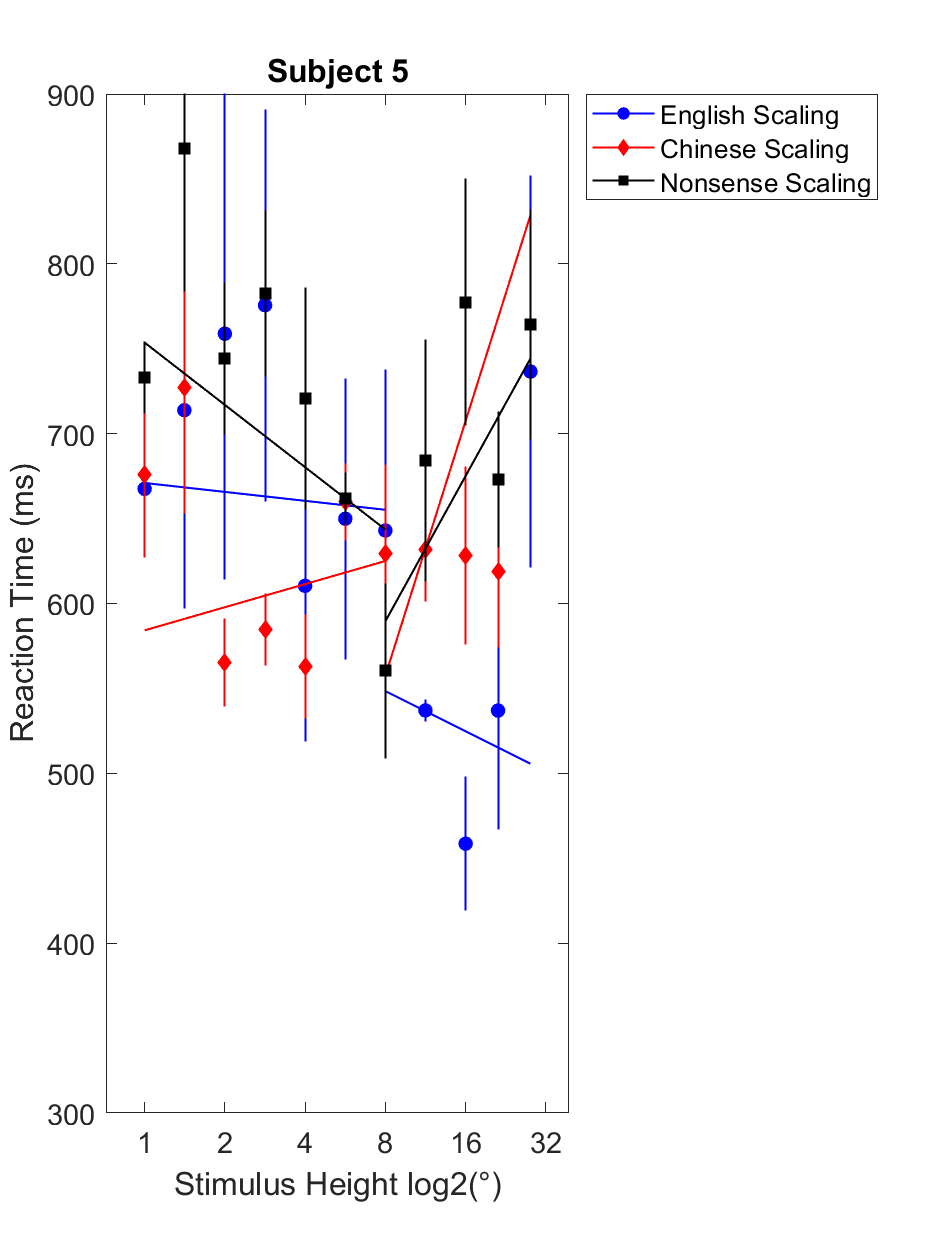 Subject 5
English Scaling
Chinese Scaling
Nonsense Scaling
900
800
700
600
500
400
300
Reaction Time (ms)
1 2 4 8 16 32
Stimulus Height log2(°)